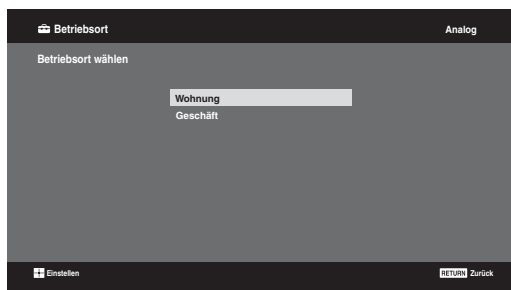 Betriebsort Analog
Betriebsort wählen
Wohnung
Geschäft
Einstellen RETURN Zurück